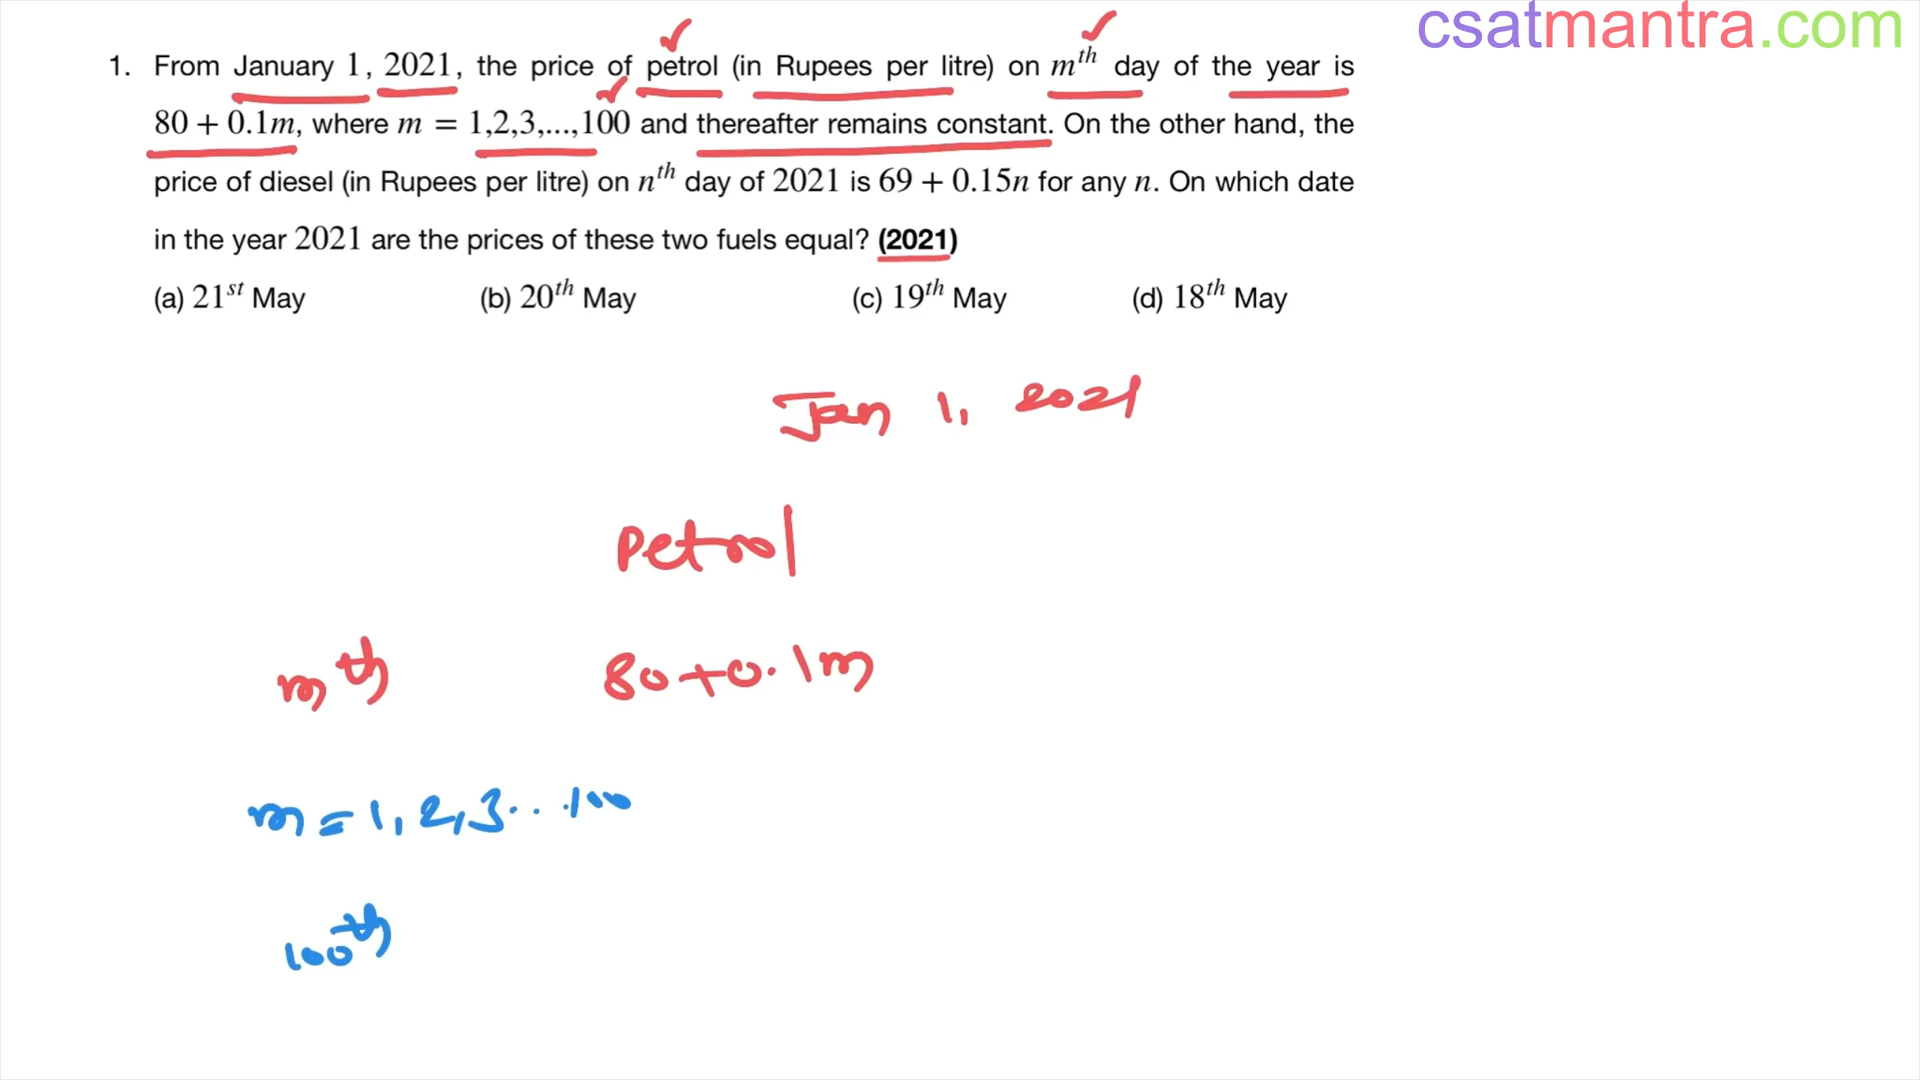 csatmantra.com
1. From January 1, 2021, the price of petrol (in Rupees per litre) on m^th day of the year is
80 + 0.1m, where m = 1,2,3,...,100 and thereafter remains constant. On the other hand, the
price of diesel (in Rupees per litre) on n^th day of 2021 is 69 + 0.15n for any n. On which date
in the year 2021 are the prices of these two fuels equal? (2021)
(a) 21^st May (b) 20^th May (c) 19^th May (d) 18^th May
Jan 1, 2021
Petrol
m^th 80+0.1m
m = 1, 2, 3. . . 100
100^th